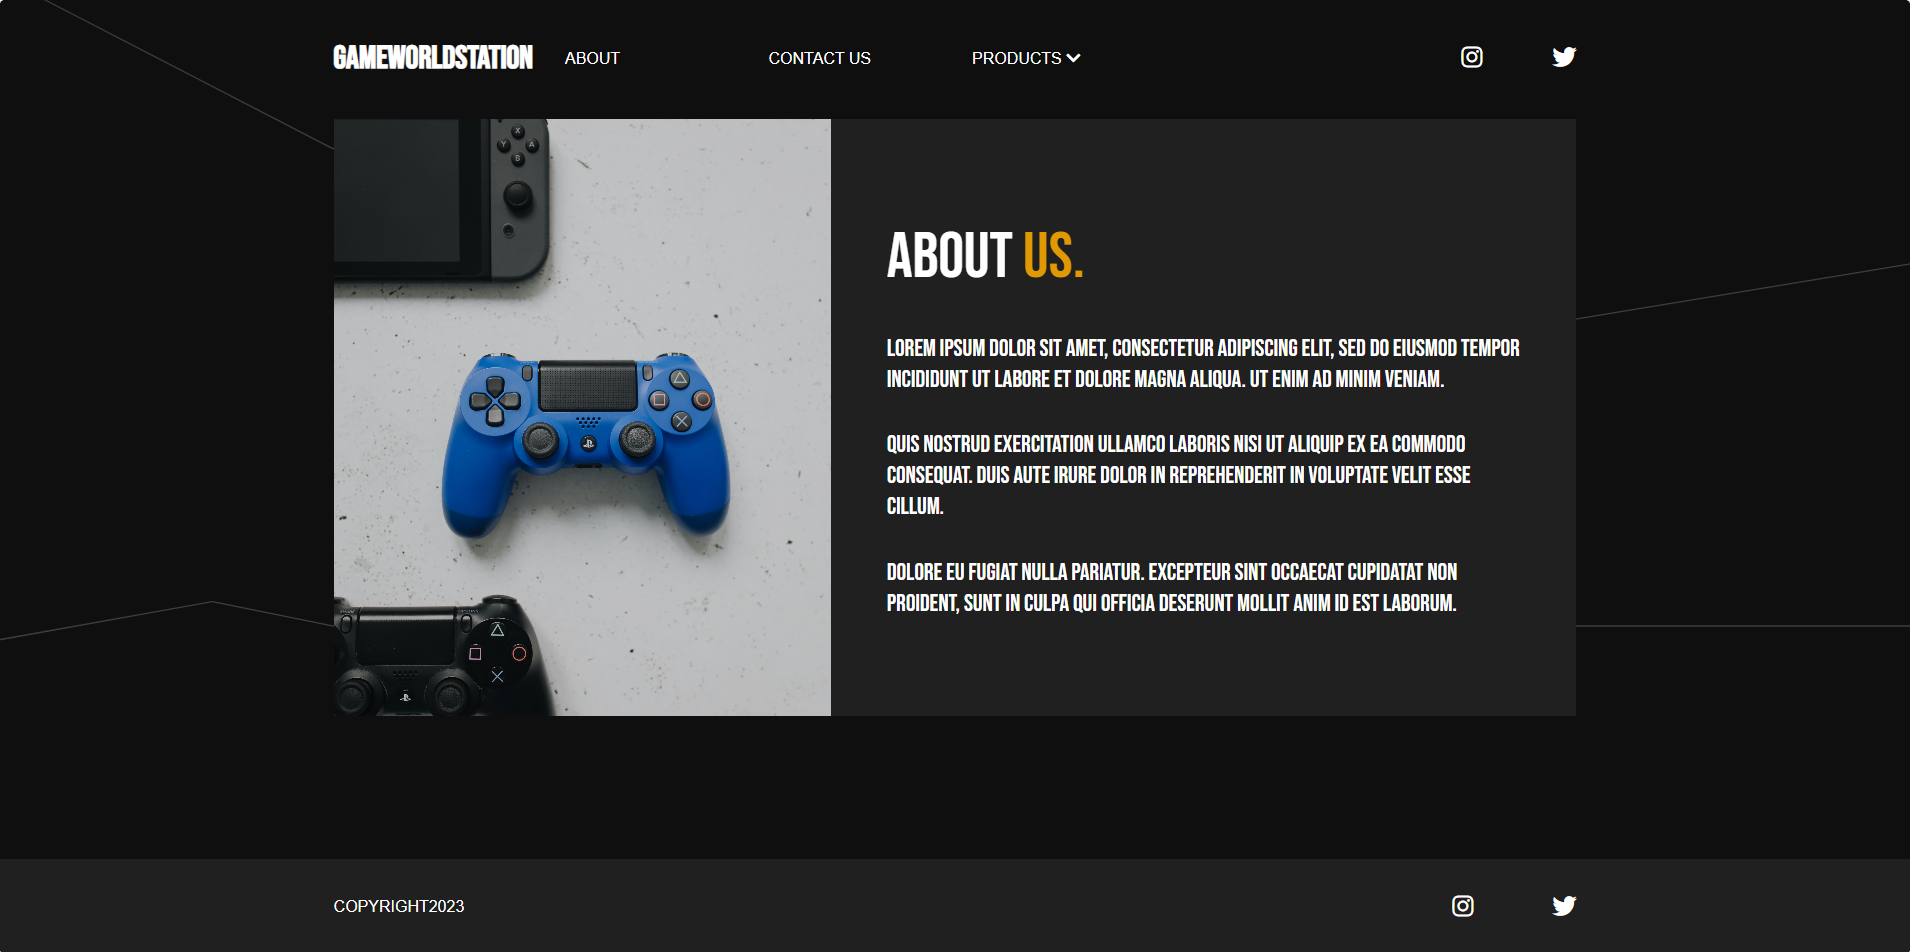 GAMEWORLDSTATION ABOUT CONTACT US PRODUCTS
X
Y A
B
ABOUT US.
LOREM IPSUM DOLOR SIT AMET, CONSECTETUR ADIPISCING ELIT, SED DO EIUSMOD TEMPOR
INCIDIDUNT UT LABORE ET DOLORE MAGNA ALIQUA. UT ENIM AD MINIM VENIAM.
QUIS NOSTRUD EXERCITATION ULLAMCO LABORIS NISI UT ALIQUIP EX EA COMMODO
CONSEQUAT. DUIS AUTE IRURE DOLOR IN REPREHENDERIT IN VOLUPTATE VELIT ESSE
CILLUM.
DOLORE EU FUGIAT NULLA PARIATUR. EXCEPTEUR SINT OCCAECAT CUPIDATAT NON
PROIDENT, SUNT IN CULPA QUI OFFICIA DESERUNT MOLLIT ANIM ID EST LABORUM.
COPYRIGHT2023